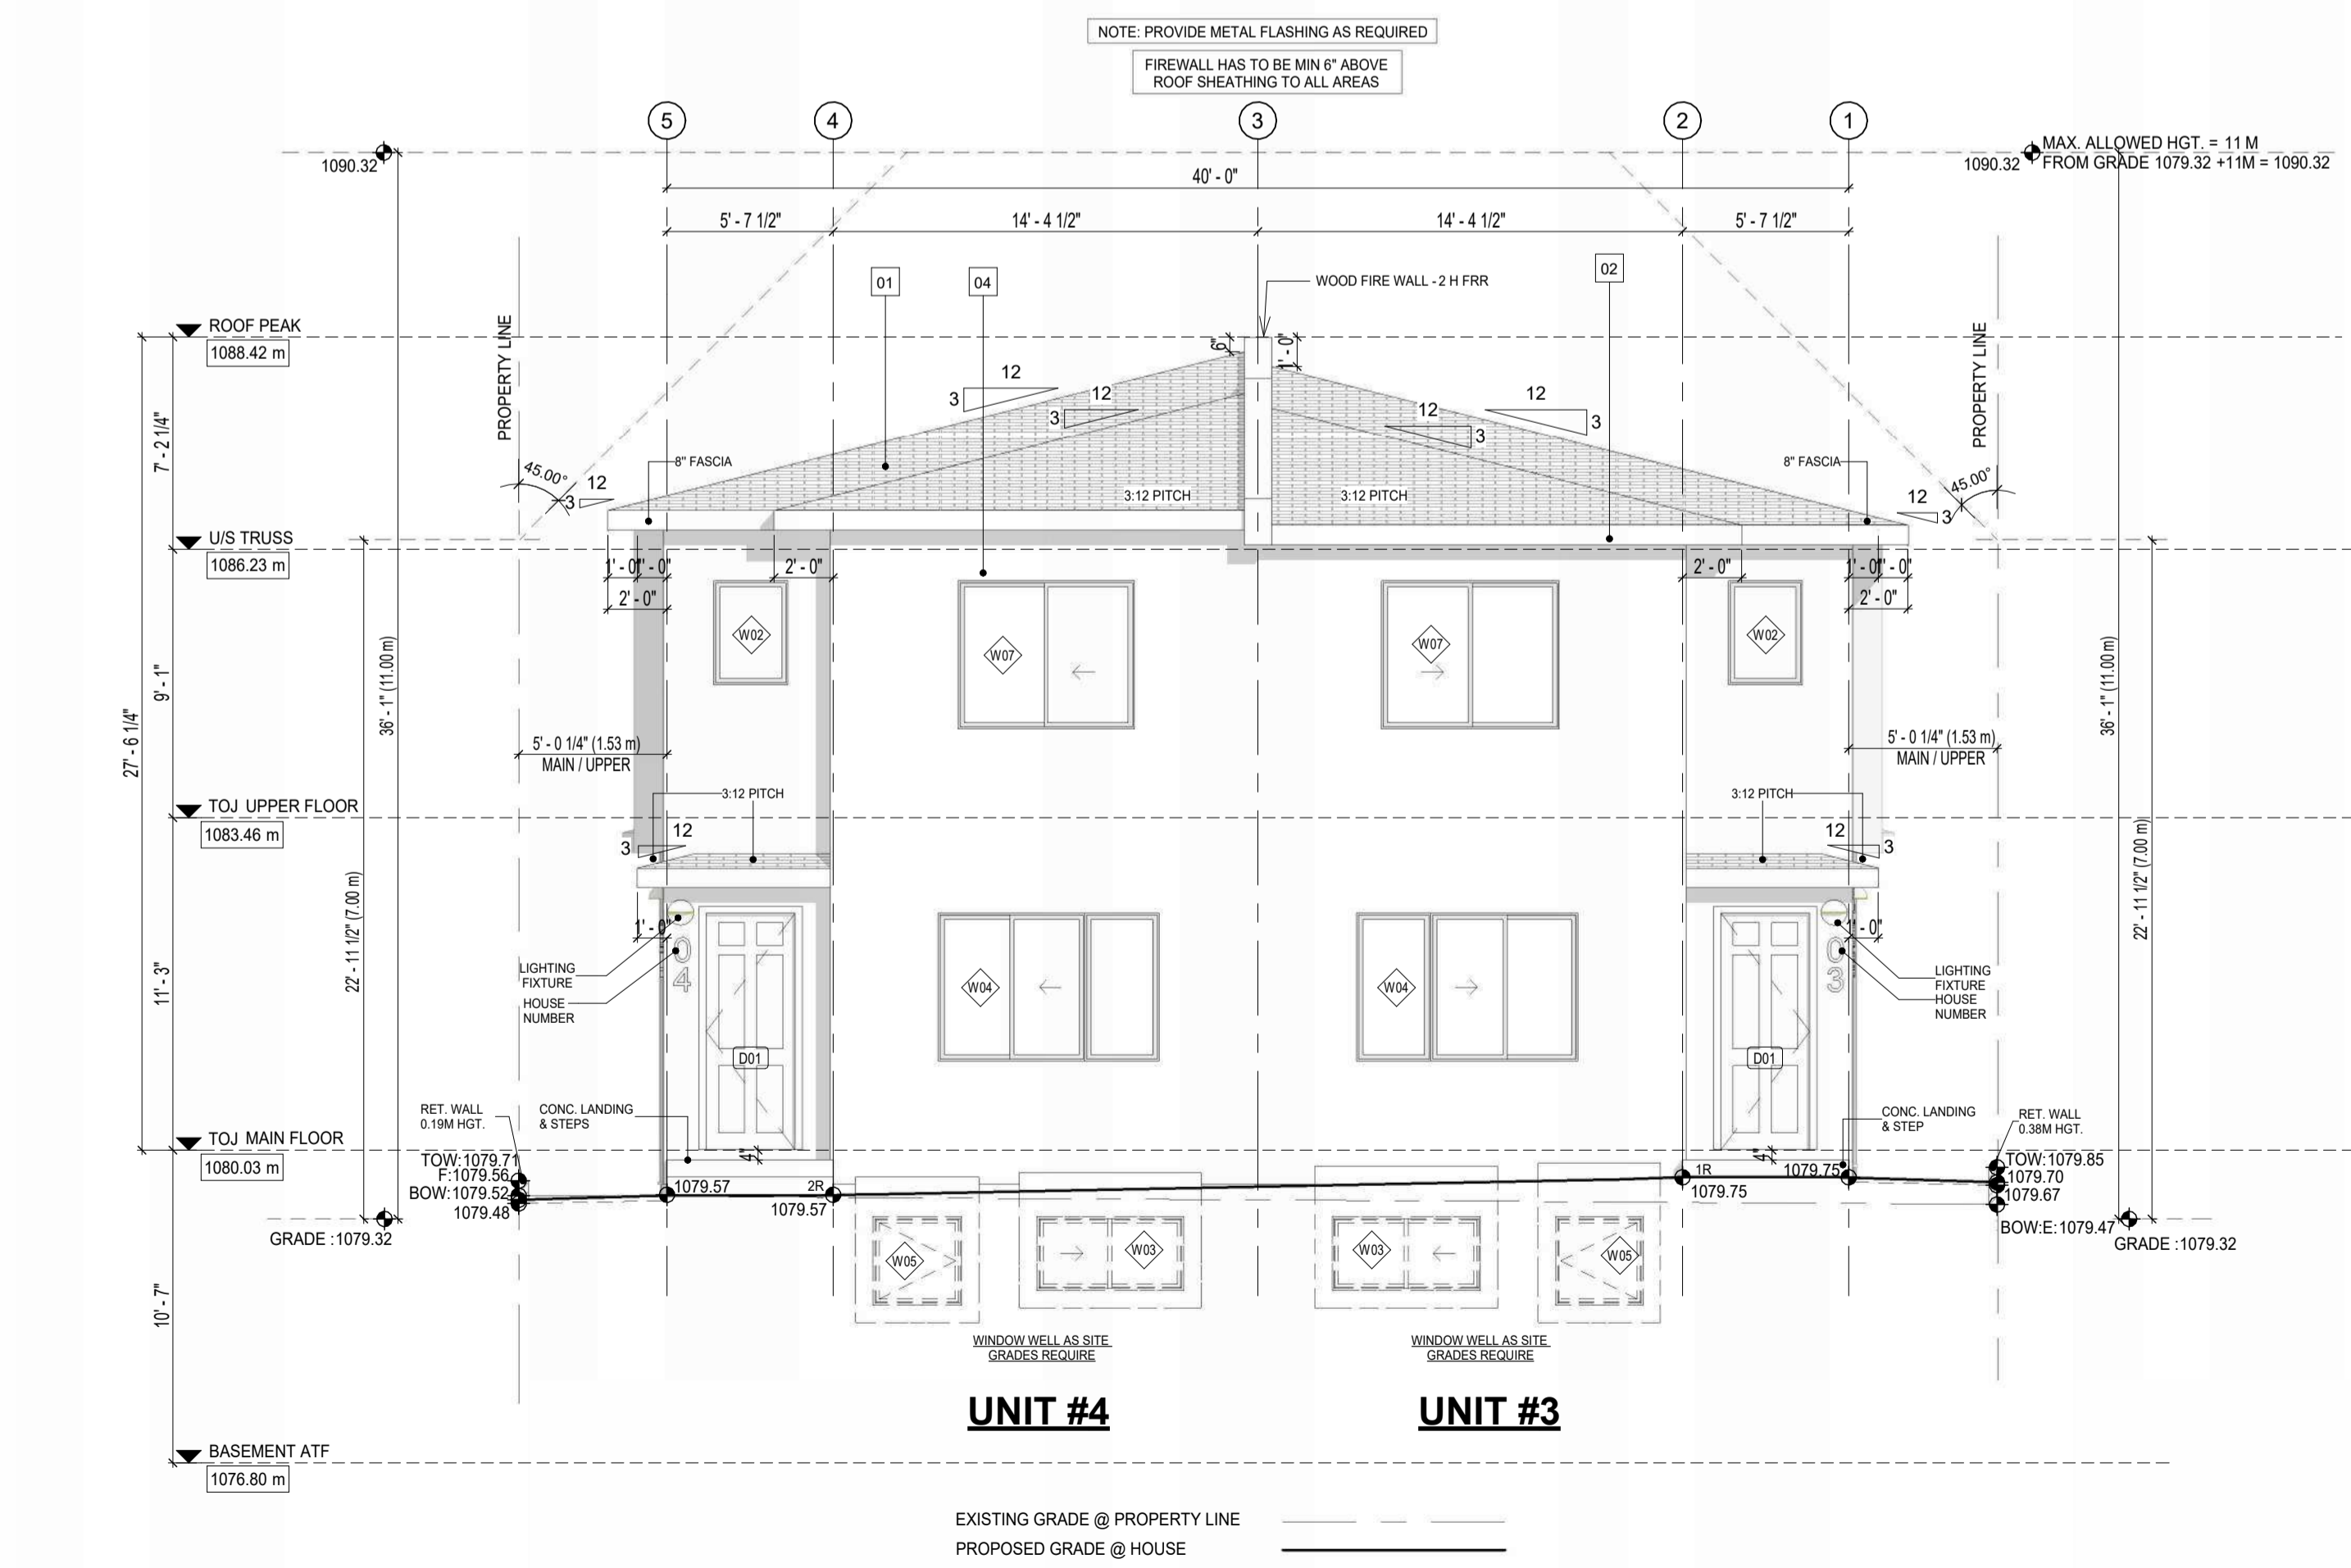 NOTE: PROVIDE METAL FLASHING AS REQUIRED
FIREWALL HAS TO BE MIN 6" ABOVE
ROOF SHEATHING TO ALL AREAS
5
4
3
2
1
1090.32
1090.32
MAX. ALLOWED HGT. = 11 M
FROM GRADE 1079.32 +11M = 1090.32
40' - 0"
5' - 7 1/2"
14' - 4 1/2"
14' - 4 1/2"
5' - 7 1/2"
01
04
02
WOOD FIRE WALL - 2 H FRR
ROOF PEAK
1088.42 m
PROPERTY LINE
PROPERTY LINE
6"
1' - 0"
12
3
12
3
12
3
12
3
7' - 2 1/4"
8" FASCIA
8" FASCIA
45.00°
45.00°
12
3
12
3
3:12 PITCH
3:12 PITCH
U/S TRUSS
1086.23 m
1' - 0"
1' - 0"
2' - 0"
2' - 0"
2' - 0"
1' - 0"
1' - 0"
2' - 0"
W02
W07
W07
W02
9' - 1"
27' - 6 1/4"
36' - 1" (11.00 m)
36' - 1" (11.00 m)
5' - 0 1/4" (1.53 m)
MAIN / UPPER
5' - 0 1/4" (1.53 m)
MAIN / UPPER
3:12 PITCH
3:12 PITCH
TOJ UPPER FLOOR
1083.46 m
12
3
12
3
22' - 11 1/2" (7.00 m)
22' - 11 1/2" (7.00 m)
1' - 0"
1' - 0"
04
03
LIGHTING
FIXTURE
HOUSE
NUMBER
LIGHTING
FIXTURE
HOUSE
NUMBER
11' - 3"
W04
W04
D01
D01
RET. WALL
0.19M HGT.
CONC. LANDING
& STEPS
CONC. LANDING
& STEP
RET. WALL
0.38M HGT.
TOJ MAIN FLOOR
1080.03 m
4"
4"
TOW:1079.71
F:1079.56
BOW:1079.52
1079.48
1079.57
2R
1079.57
1R
1079.75
1079.75
TOW:1079.85
1079.70
1079.67
BOW:E:1079.47
GRADE :1079.32
GRADE :1079.32
W05
W03
W03
W05
10' - 7"
WINDOW WELL AS SITE
GRADES REQUIRE
WINDOW WELL AS SITE
GRADES REQUIRE
UNIT #4
UNIT #3
BASEMENT ATF
1076.80 m
EXISTING GRADE @ PROPERTY LINE
PROPOSED GRADE @ HOUSE